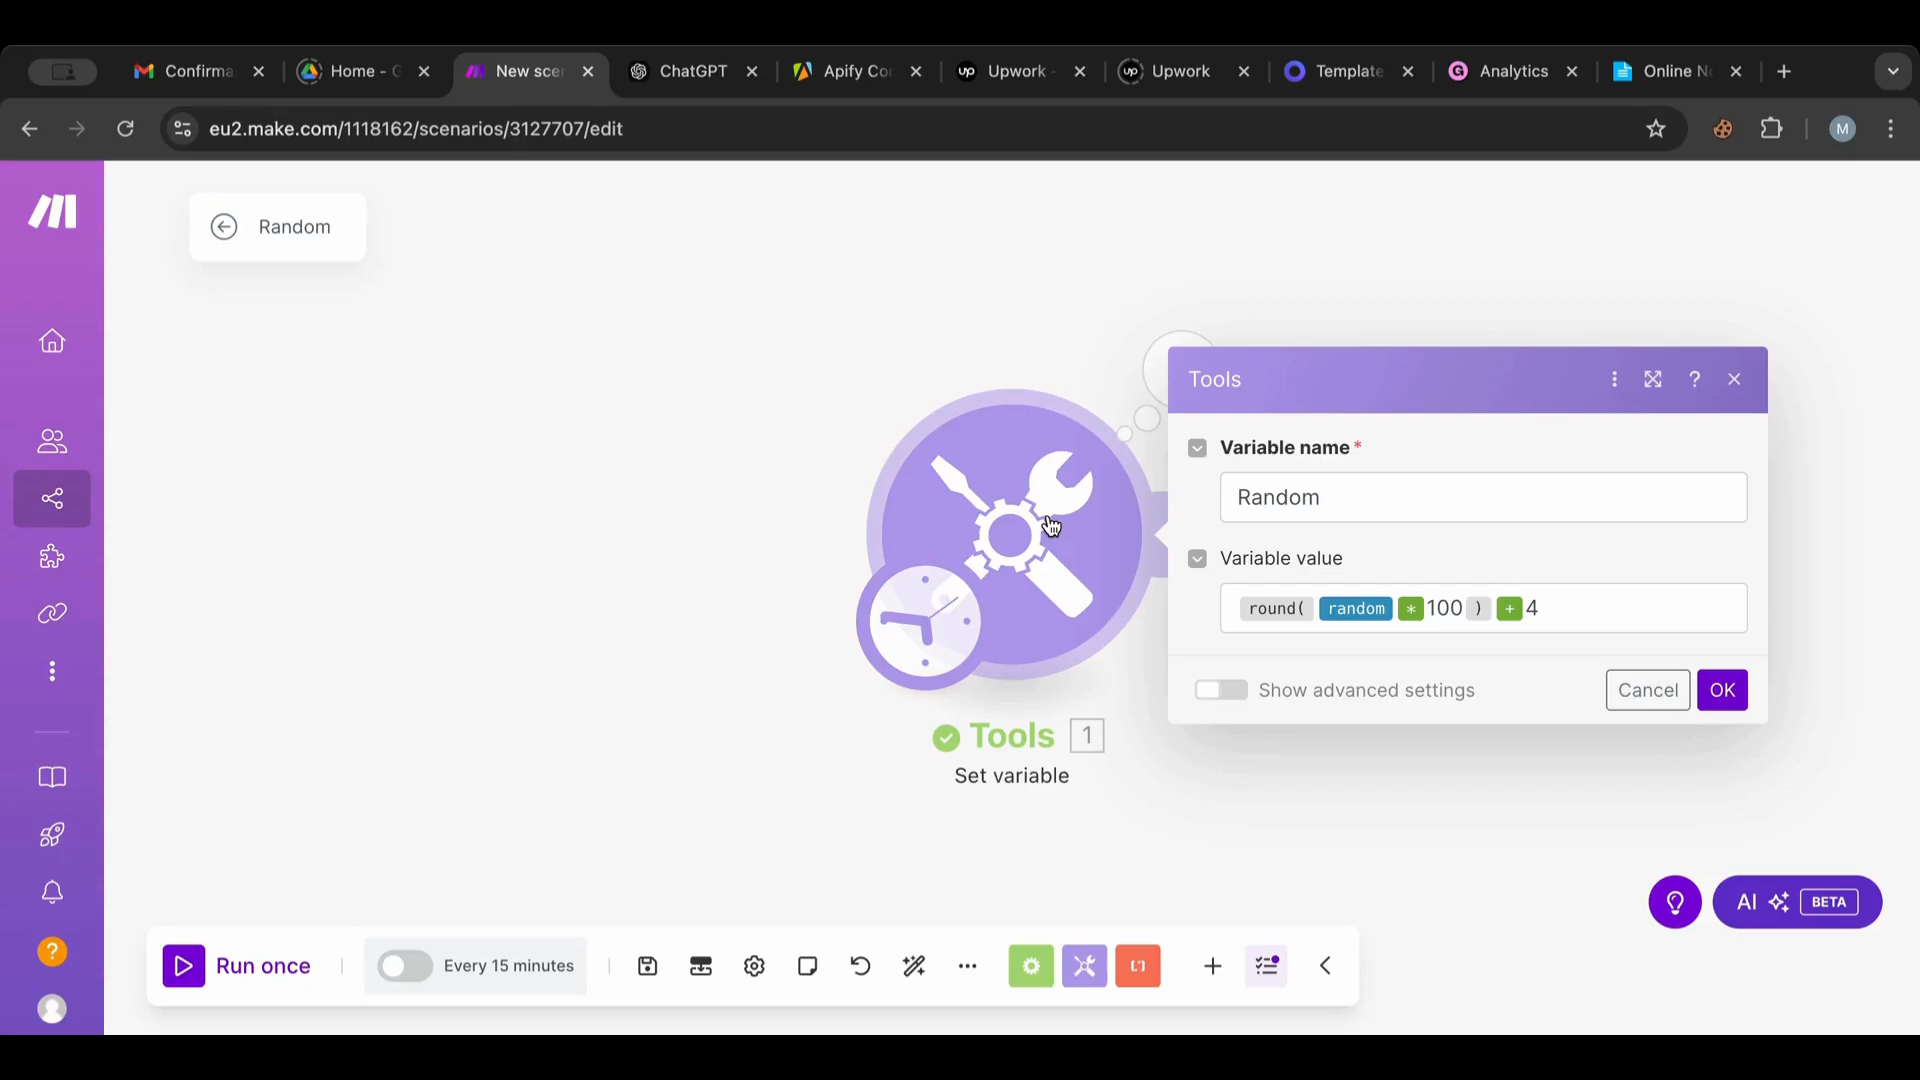 Confirma
Home - G
New scer
ChatGPT
Apify Cor
Upwork -
Upwork
Template
Analytics
Online No
eu2.make.com/1118162/scenarios/3127707/edit
M
Random
Tools
?
Variable name*
Random
Variable value
round( random * 100 ) + 4
Show advanced settings
Cancel
OK
Tools 1
Set variable
AI BETA
?
Run once
Every 15 minutes